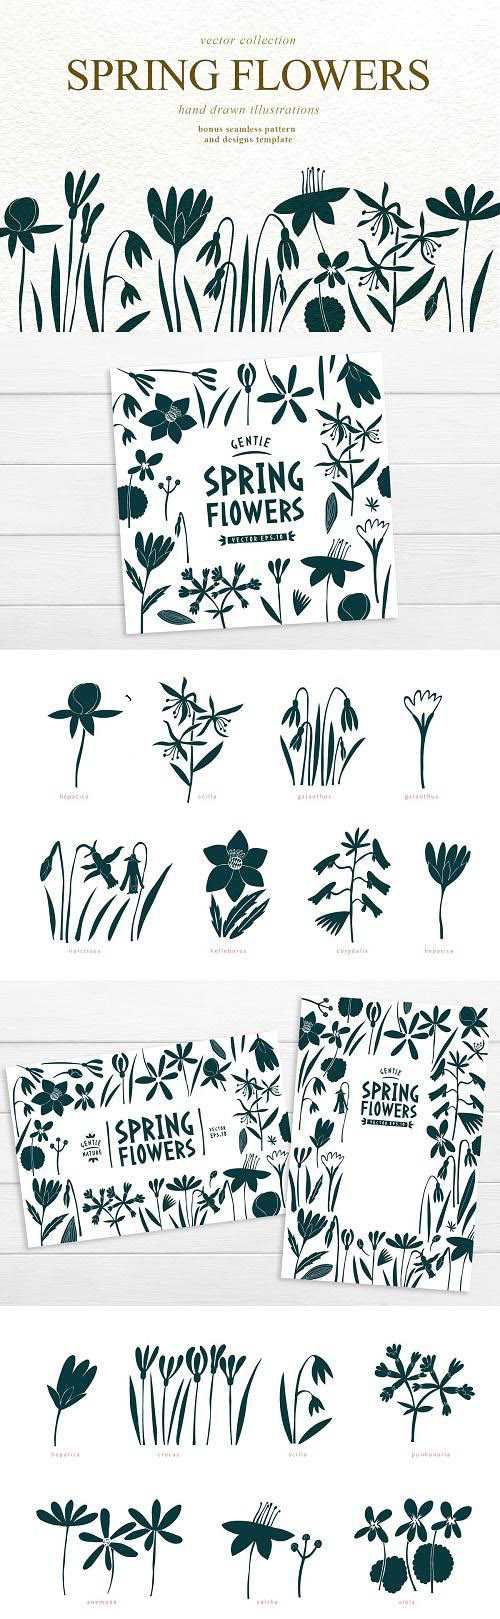 vector collection
SPRING FLOWERS
hand drawn illustrations
bonus seamless pattern
and designs template
GENTLE
SPRING
FLOWERS
VECTOR EPS.10
hepatica
scilla
galanthus
galanthus
narcissus
helleborus
corydalis
hepatica
GENTLE
NATURE
SPRING
FLOWERS
VECTOR
EPS.10
GENTLE
SPRING
FLOWERS
VECTOR EPS.10
hepatica
crocus
scilla
pulmonaria
anemone
caltha
viola